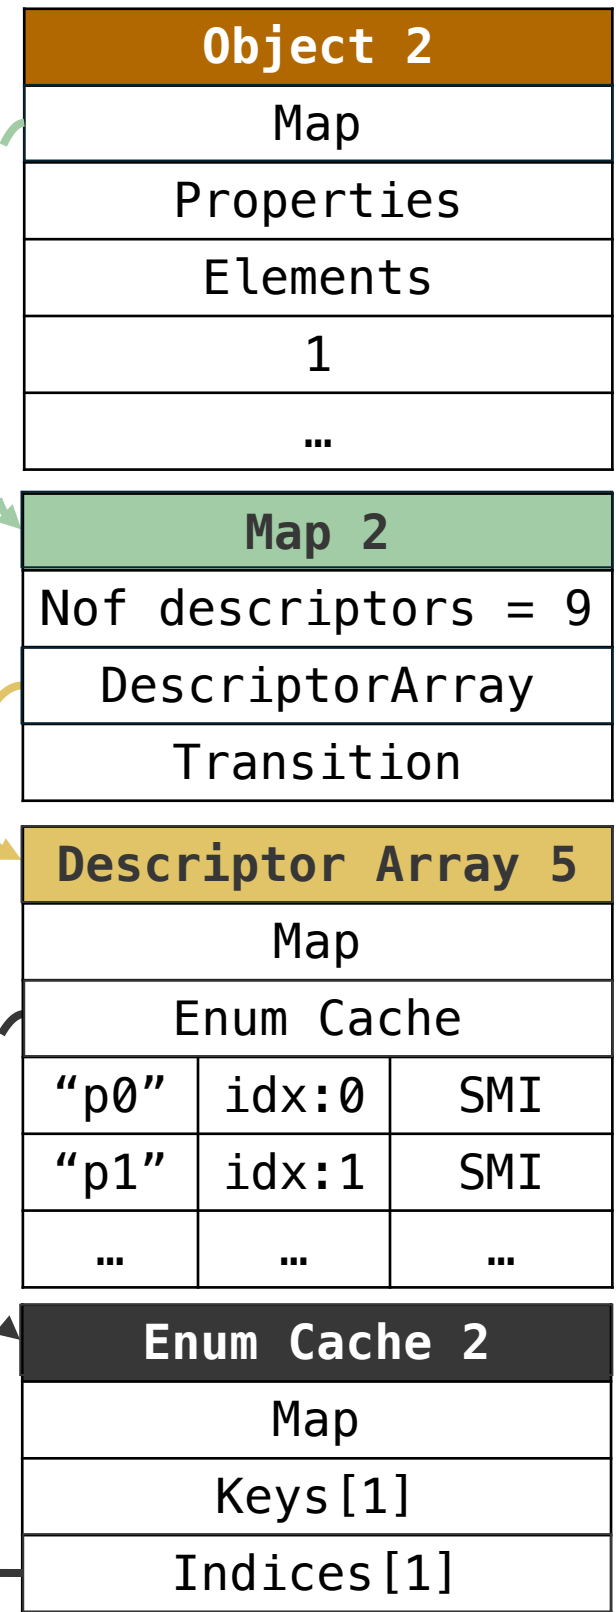 Object 2
Map
Properties
Elements
1
…
Map 2
Nof descriptors = 9
DescriptorArray
Transition
Descriptor Array 5
Map
Enum Cache
“p0” idx:0 SMI
“p1” idx:1 SMI
… … …
Enum Cache 2
Map
Keys[1]
Indices[1]